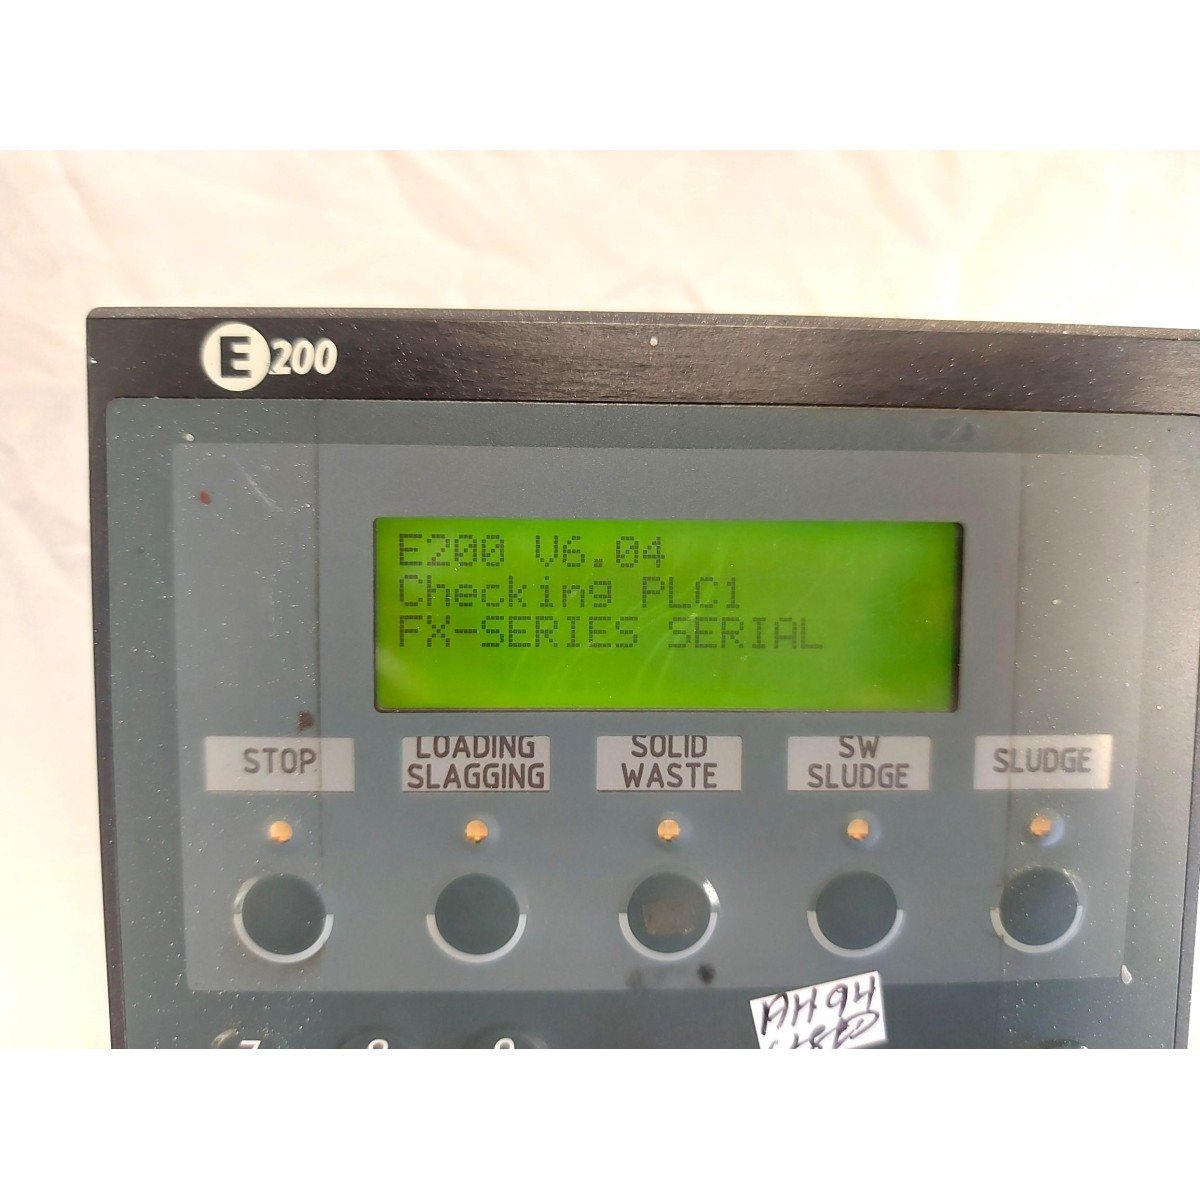 E200
E200 V6.04
Checking PLC1
FX-SERIES SERIAL
STOP
LOADING
SLAGGING
SOLID
WASTE
SW
SLUDGE
SLUDGE
AH94